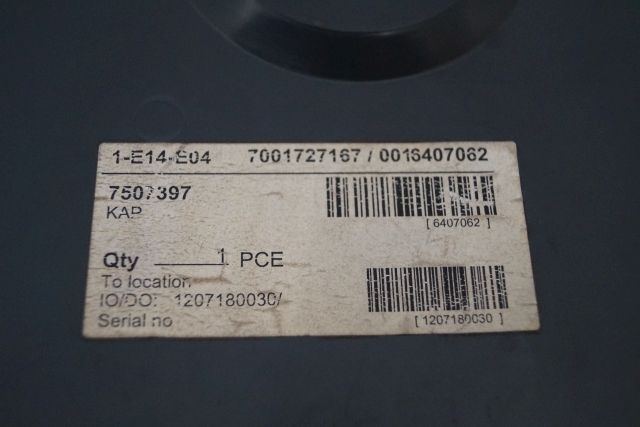 1-E14-E04 7001727167 / 0016407062
7507397
KAP
[ 6407062 ]
Qty 1 PCE
To location
IO/DO: 1207180030/
Serial no
[ 1207180030 ]